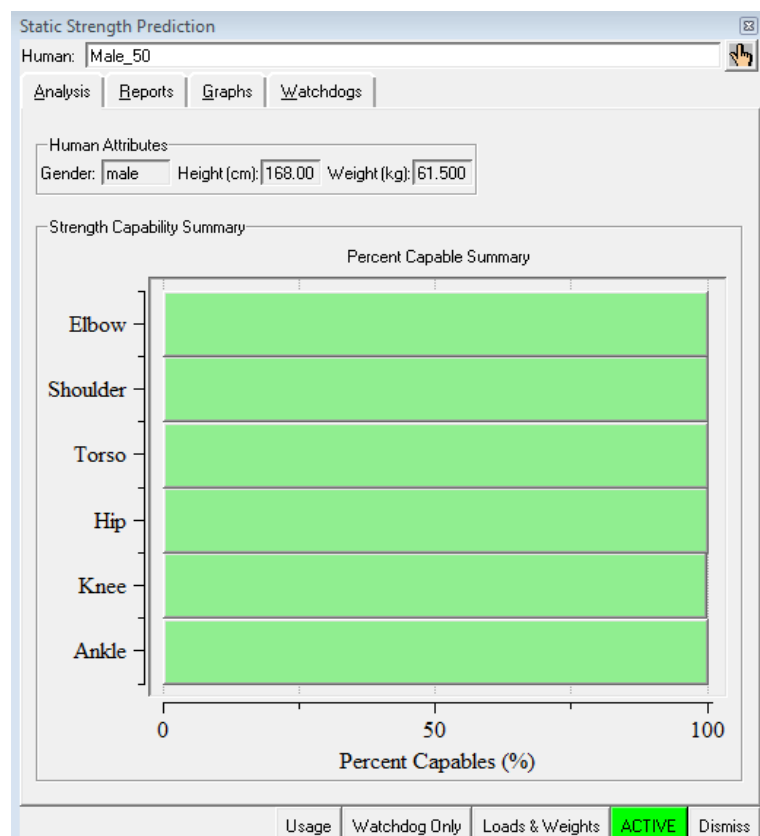 Static Strength Prediction
Human: Male_50
Analysis Reports Graphs Watchdogs
Human Attributes
Gender: male Height (cm): 168.00 Weight (kg): 61.500
Strength Capability Summary
Percent Capable Summary
Elbow
Shoulder
Torso
Hip
Knee
Ankle
0 50 100
Percent Capables (%)
Usage Watchdog Only Loads & Weights ACTIVE Dismiss